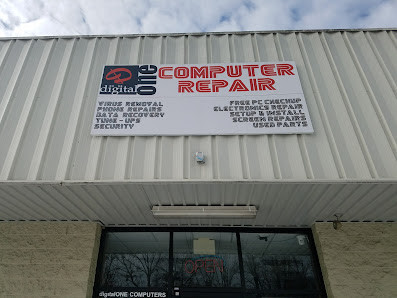 digital
one
COMPUTER
REPAIR
VIRUS REMOVAL
PHONE REPAIRS
DATA RECOVERY
TUNE-UPS
SECURITY
FREE PC CHECKUP
ELECTRONICS REPAIR
SETUP & INSTALL
SCREEN REPAIRS
USED PARTS
OPEN
digitalONE COMPUTERS